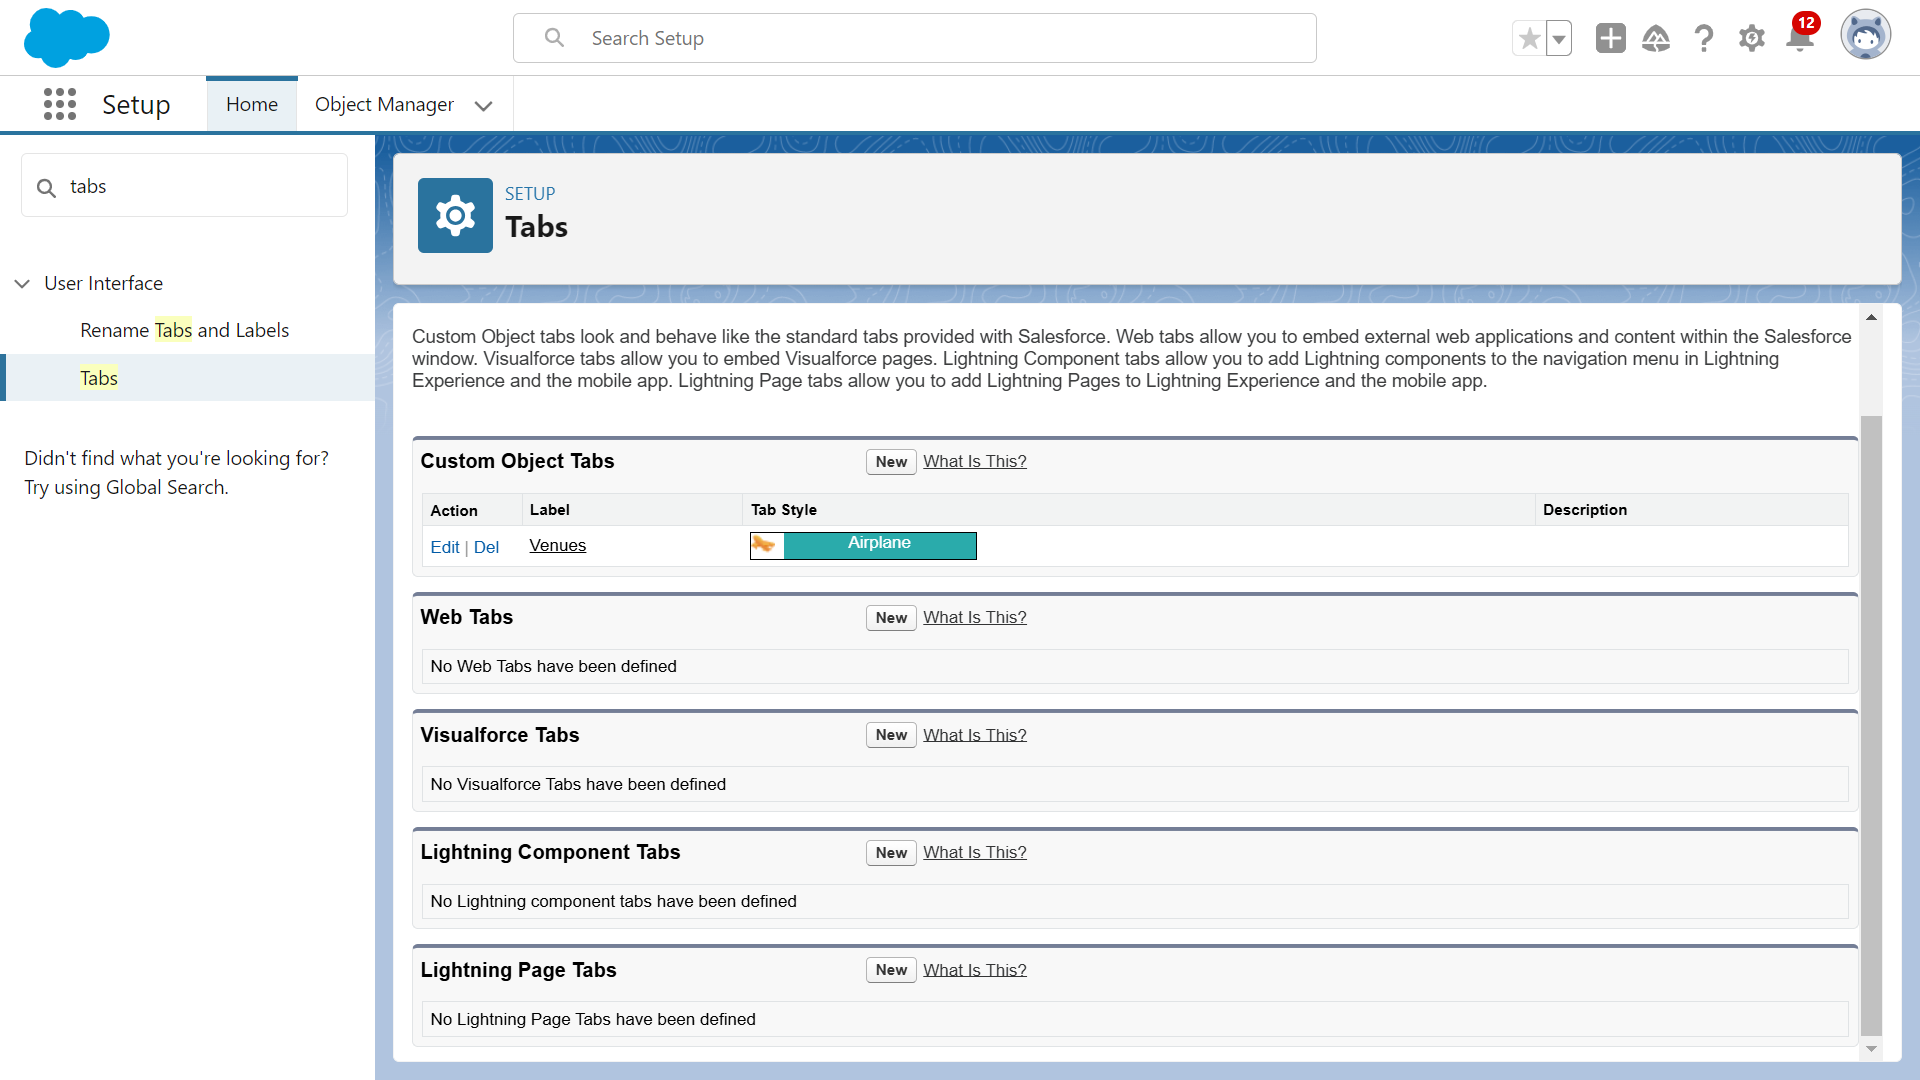 Search Setup
12
Setup
Home
Object Manager
tabs
User Interface
Rename Tabs and Labels
Tabs
Didn't find what you're looking for?
Try using Global Search.
SETUP
Tabs
Custom Object tabs look and behave like the standard tabs provided with Salesforce. Web tabs allow you to embed external web applications and content within the Salesforce
window. Visualforce tabs allow you to embed Visualforce pages. Lightning Component tabs allow you to add Lightning components to the navigation menu in Lightning
Experience and the mobile app. Lightning Page tabs allow you to add Lightning Pages to Lightning Experience and the mobile app.
Custom Object Tabs New What Is This?
Action Label Tab Style Description
Edit | Del Venues Airplane
Web Tabs New What Is This?
No Web Tabs have been defined
Visualforce Tabs New What Is This?
No Visualforce Tabs have been defined
Lightning Component Tabs New What Is This?
No Lightning component tabs have been defined
Lightning Page Tabs New What Is This?
No Lightning Page Tabs have been defined